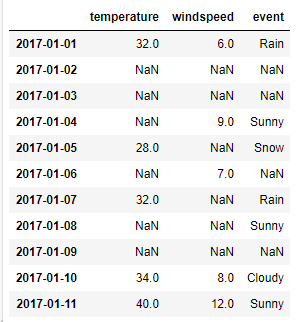 temperature windspeed event
2017-01-01 32.0 6.0 Rain
2017-01-02 NaN NaN NaN
2017-01-03 NaN NaN NaN
2017-01-04 NaN 9.0 Sunny
2017-01-05 28.0 NaN Snow
2017-01-06 NaN 7.0 NaN
2017-01-07 32.0 NaN Rain
2017-01-08 NaN NaN Sunny
2017-01-09 NaN NaN NaN
2017-01-10 34.0 8.0 Cloudy
2017-01-11 40.0 12.0 Sunny